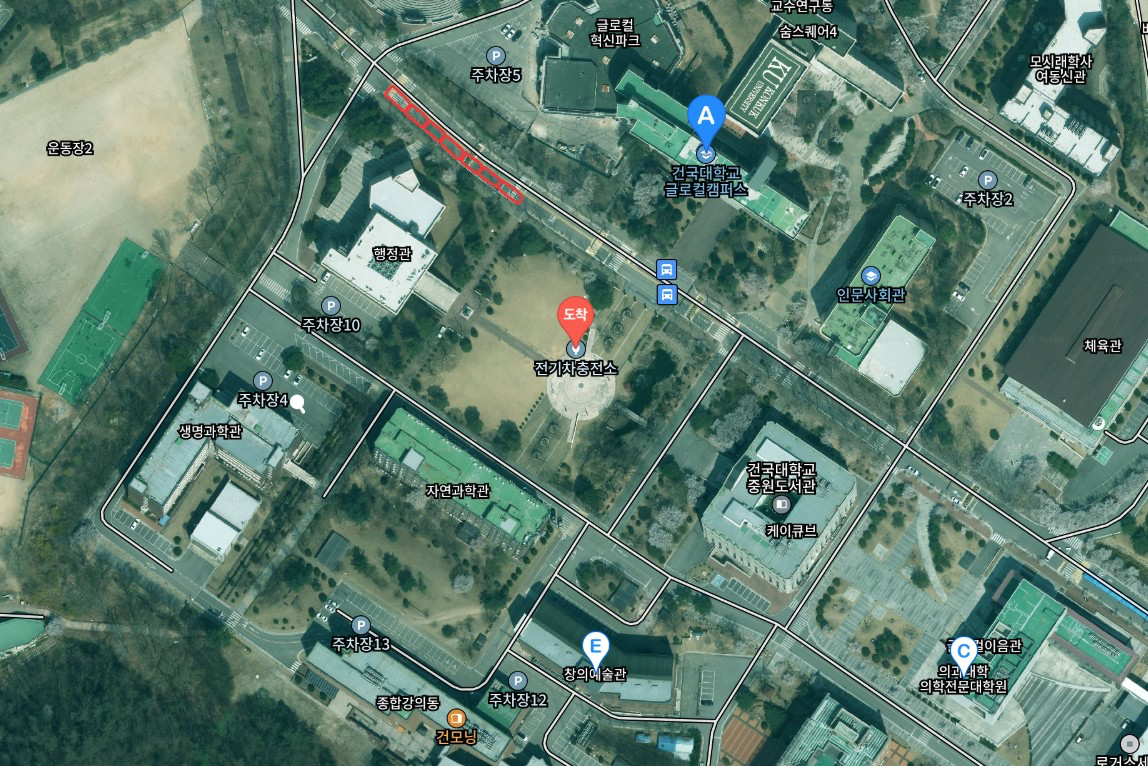 교수연구동
글로컬
혁신파크
숨스퀘어4
KU KONKUK
UNIVERSITY
주차장5
모시래학사
여동신관
운동장2
A
건국대학교
글로컬캠퍼스
P
주차장2
행정관
인문사회관
P
주차장10
도착
전기차충전소
체육관
P
주차장4
생명과학관
자연과학관
건국대학교
중원도서관
케이큐브
P
주차장13
E
창의예술관
C
의과대학
의학전문대학원
P
주차장12
종합강의동
건모닝